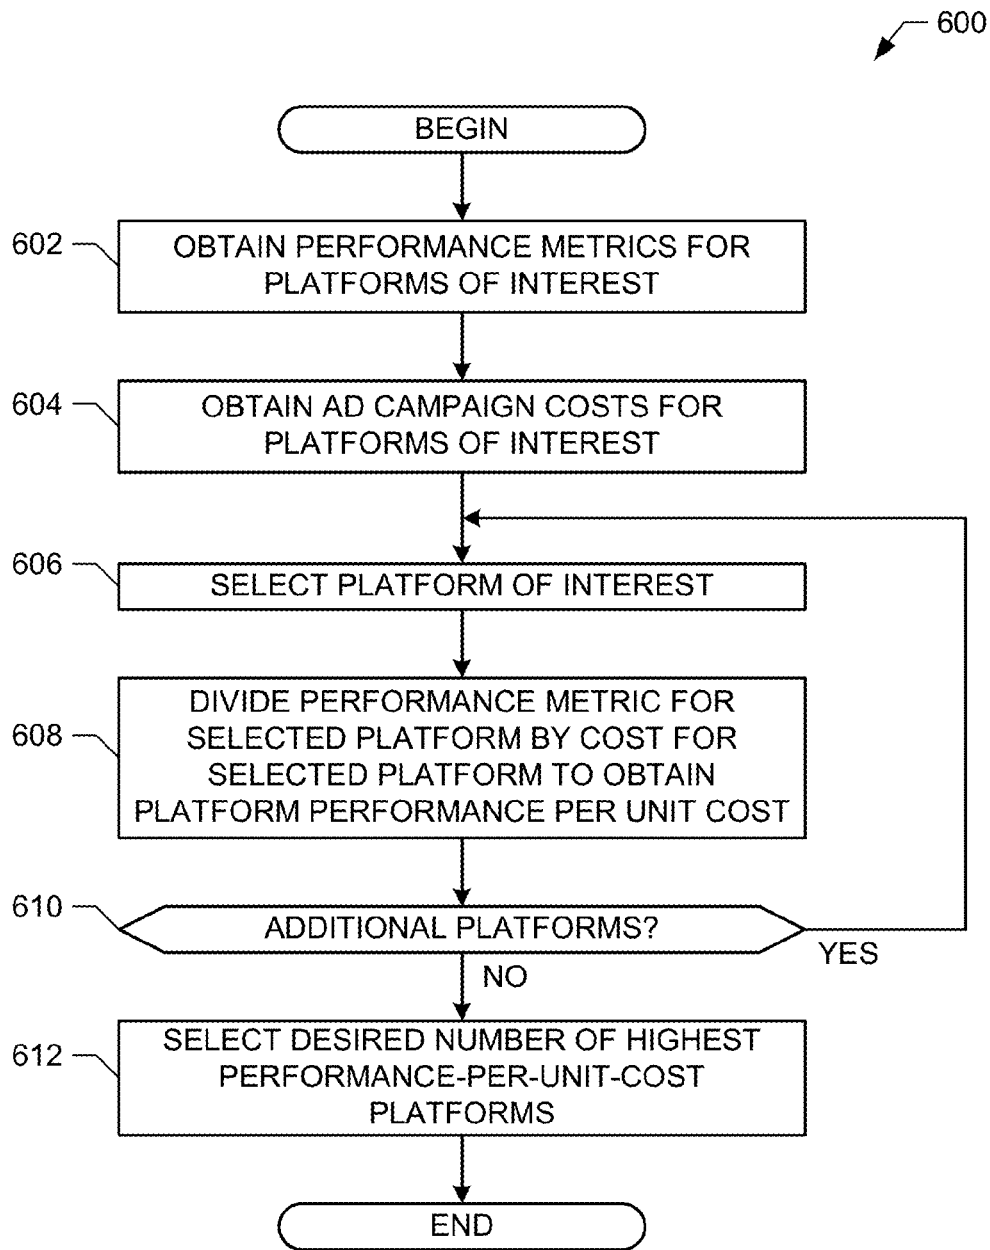 600
BEGIN
602
OBTAIN PERFORMANCE METRICS FOR
PLATFORMS OF INTEREST
604
OBTAIN AD CAMPAIGN COSTS FOR
PLATFORMS OF INTEREST
606
SELECT PLATFORM OF INTEREST
608
DIVIDE PERFORMANCE METRIC FOR
SELECTED PLATFORM BY COST FOR
SELECTED PLATFORM TO OBTAIN
PLATFORM PERFORMANCE PER UNIT COST
610
ADDITIONAL PLATFORMS?
YES
NO
612
SELECT DESIRED NUMBER OF HIGHEST
PERFORMANCE-PER-UNIT-COST
PLATFORMS
END